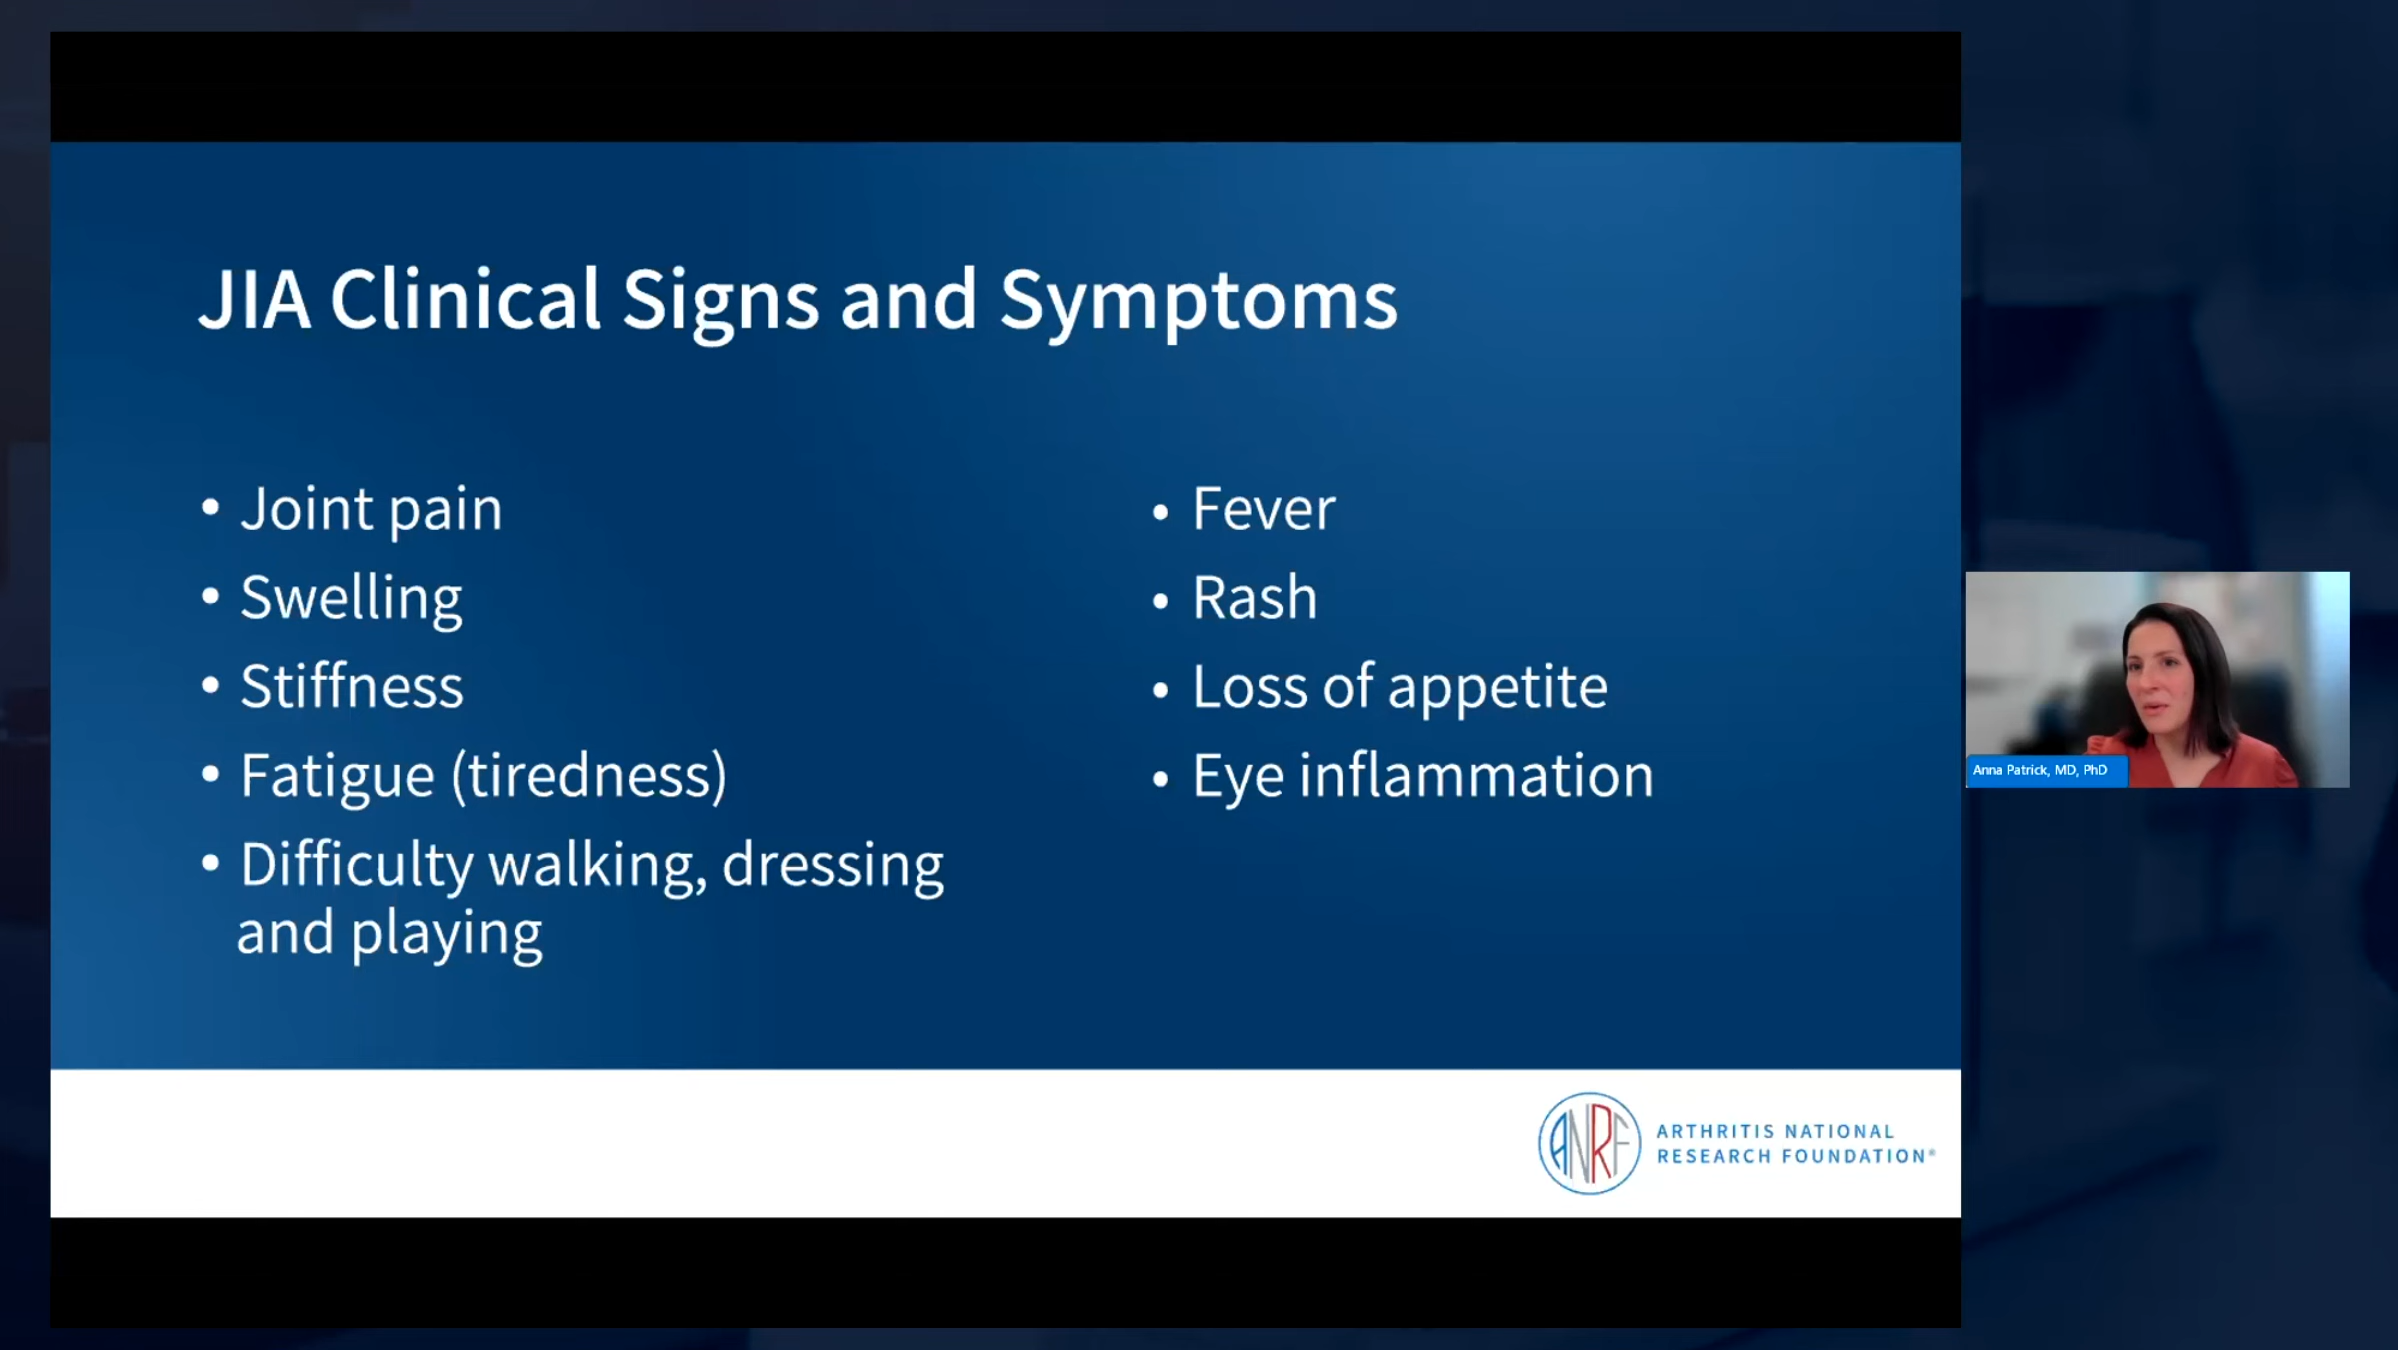 JIA Clinical Signs and Symptoms
• Joint pain
• Swelling
• Stiffness
• Fatigue (tiredness)
• Difficulty walking, dressing
and playing
• Fever
• Rash
• Loss of appetite
• Eye inflammation
Anna Patrick, MD, PhD
ANRF
ARTHRITIS NATIONAL
RESEARCH FOUNDATION®